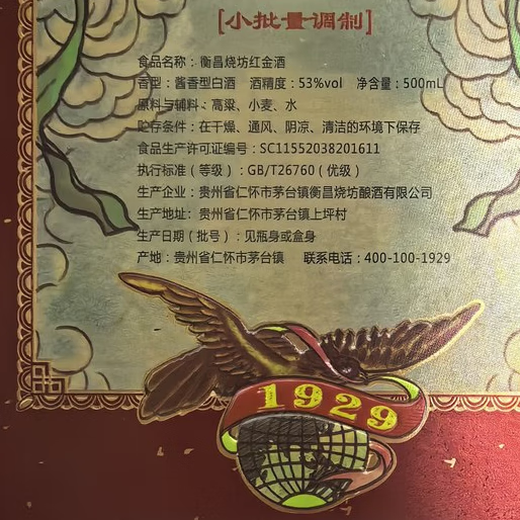 [小批量调制]
食品名称：衡昌烧坊红金酒
香型：酱香型白酒 酒精度：53%vol 净含量：500mL
原料与辅料：高粱、小麦、水
贮存条件：在干燥、通风、阴凉、清洁的环境下保存
食品生产许可证编号：SC11552038201611
执行标准（等级）：GB/T26760（优级）
生产企业：贵州省仁怀市茅台镇衡昌烧坊酿酒有限公司
生产地址：贵州省仁怀市茅台镇上坪村
生产日期（批号）：见瓶身或盒身
产地：贵州省仁怀市茅台镇 联系电话：400-100-1929
1929